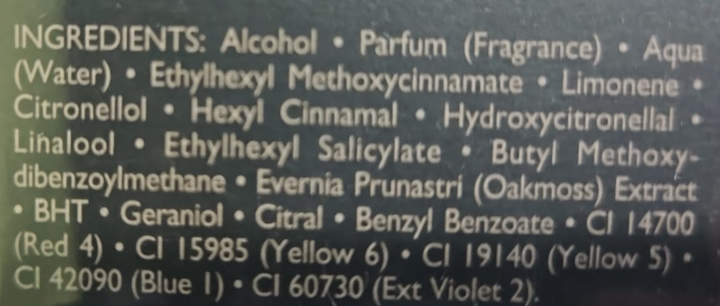 INGREDIENTS: Alcohol • Parfum (Fragrance) • Aqua
(Water) • Ethylhexyl Methoxycinnamate • Limonene •
Citronellol • Hexyl Cinnamal • Hydroxycitronellal •
Linalool • Ethylhexyl Salicylate • Butyl Methoxy-
dibenzoylmethane • Evernia Prunastri (Oakmoss) Extract
• BHT • Geraniol • Citral • Benzyl Benzoate • CI 14700
(Red 4) • CI 15985 (Yellow 6) • CI 19140 (Yellow 5) •
CI 42090 (Blue 1) • CI 60730 (Ext Violet 2).